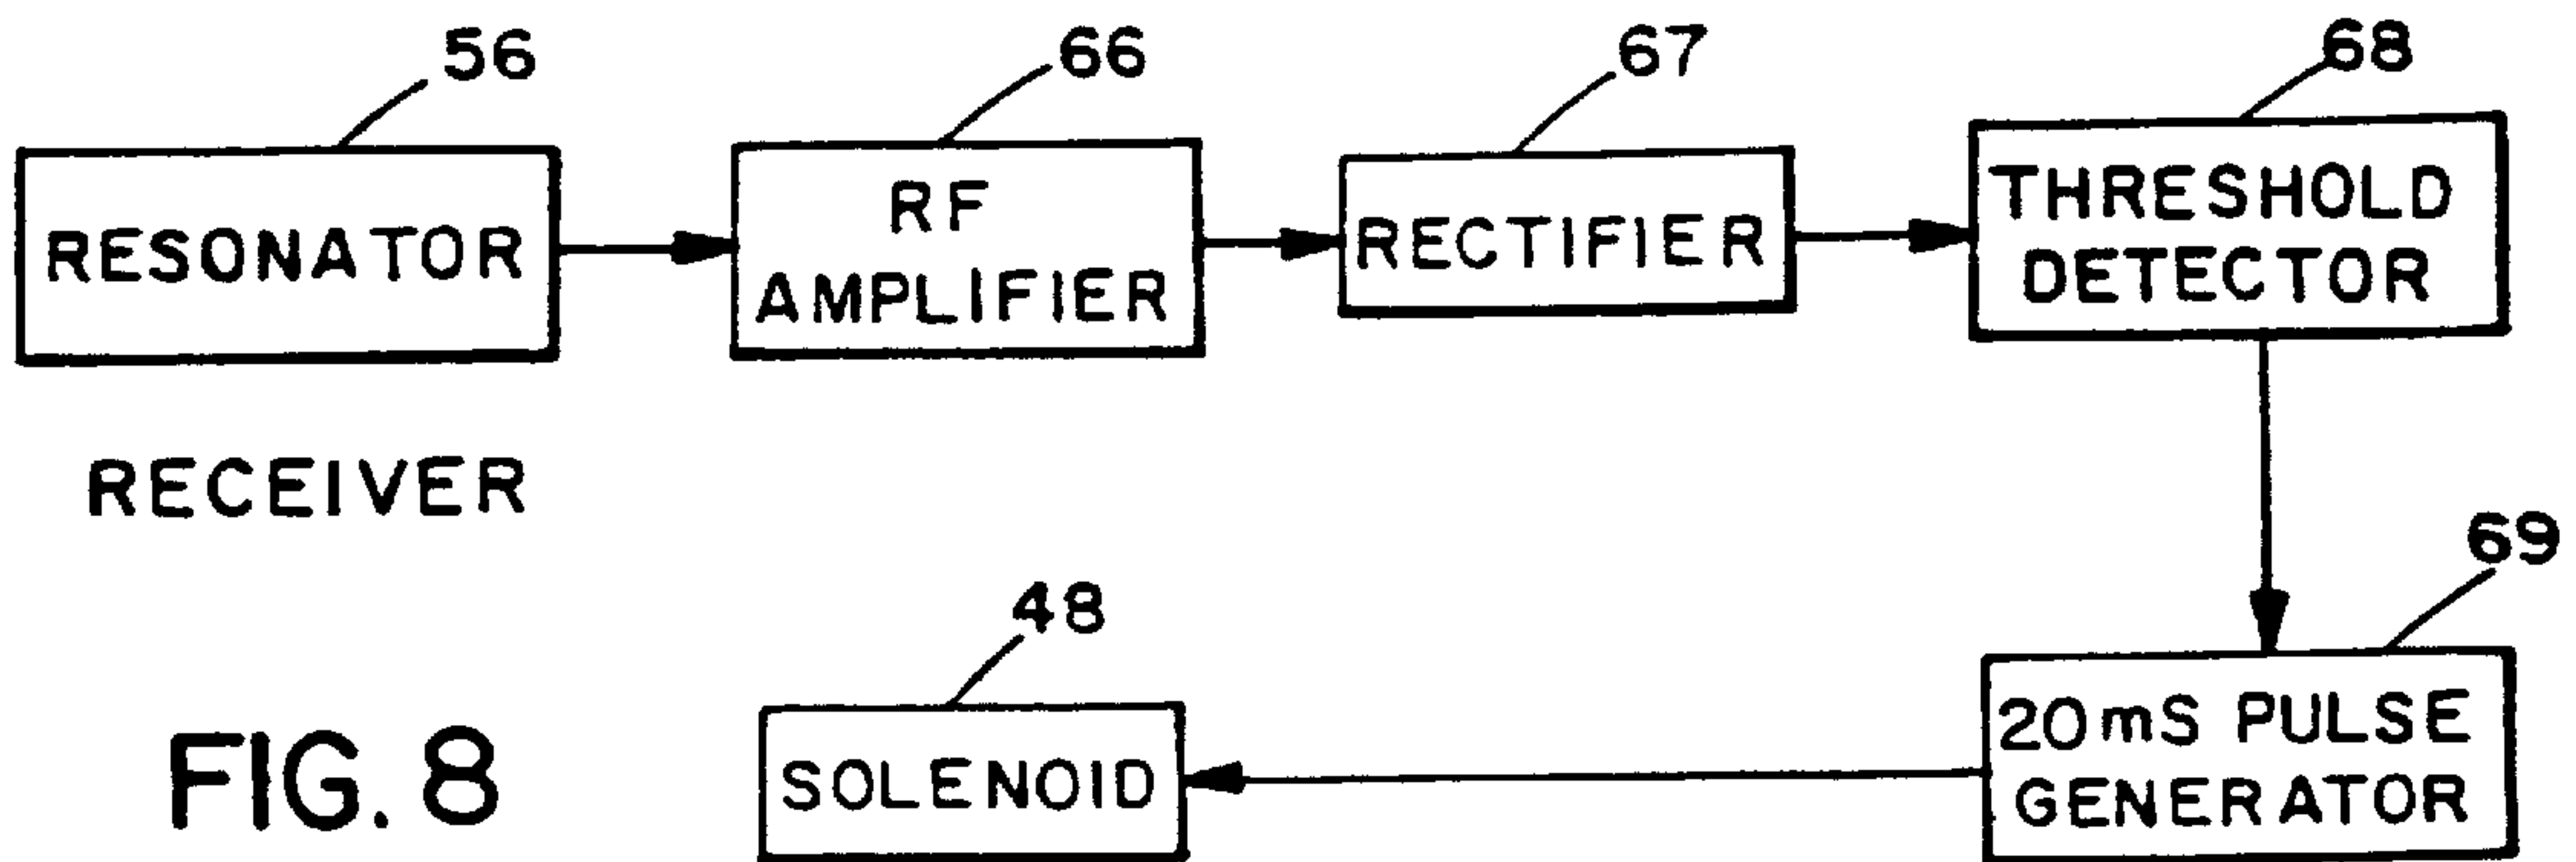 56
66
67
68
RESONATOR
RF
AMPLIFIER
RECTIFIER
THRESHOLD
DETECTOR
RECEIVER
69
48
20mS PULSE
GENERATOR
SOLENOID
FIG. 8